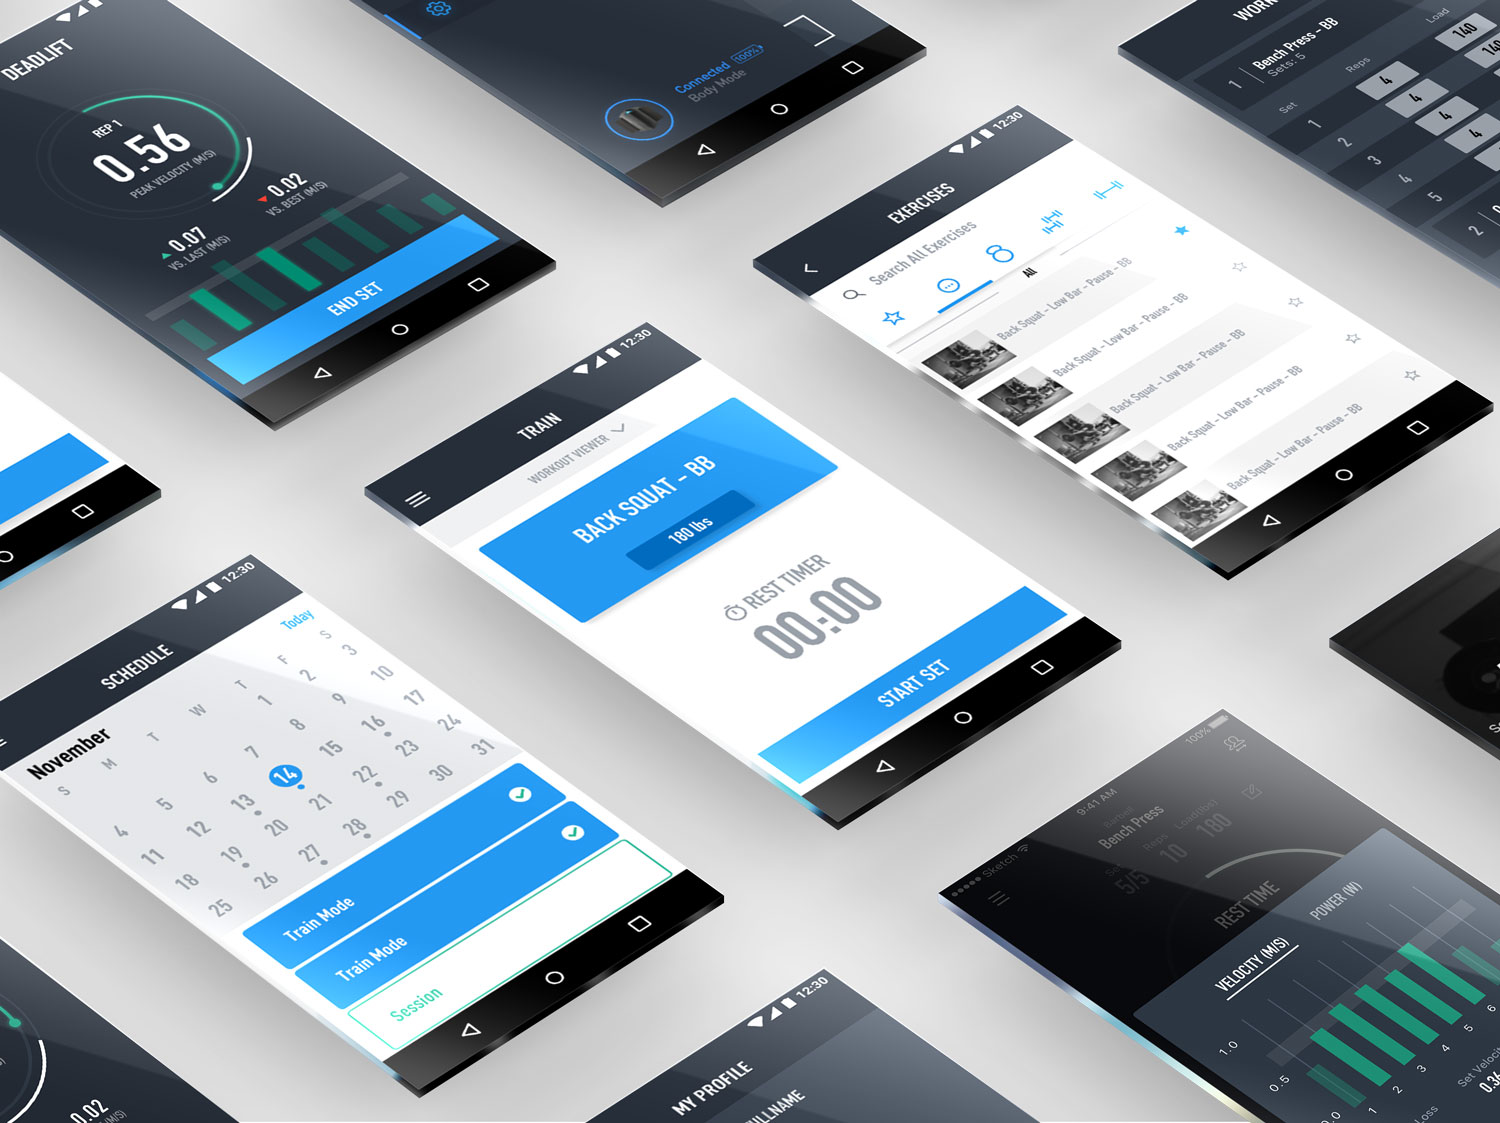 DEADLIFT
REP 1
0.56
PEAK VELOCITY (M/S)
0.02
VS. BEST (M/S)
0.07
VS. LAST (M/S)
END SET
Connected 100%
Body Mode
Bench Press - BB
Sets: 5
1
Set
Reps
Load
1 4 140
2 4 140
3 4
4 4
5
2
12:30
EXERCISES
Search All Exercises
All
Back Squat - Low Bar - Pause - BB
Back Squat - Low Bar - Pause - BB
Back Squat - Low Bar - Pause - BB
Back Squat - Low Bar - Pause - BB
Back Squat - Low Bar - Pause - BB
12:30
TRAIN
WORKOUT VIEWER
BACK SQUAT - BB
180 lbs
REST TIMER
00:00
START SET
12:30
SCHEDULE
Today
November
S M T W T F S
1 2 3
4 5 6 7 8 9 10
11 12 13 14 15 16 17
18 19 20 21 22 23 24
25 26 27 28 29 30 31
Train Mode
Train Mode
Session
0.02
12:30
MY PROFILE
Sketch
9:41 AM
100%
Barbell
Bench Press
Reps
Load(lbs)
5/5
10
180
REST TIME
VELOCITY (M/S)
POWER (W)
1.0
0.5
0.0
1 2 3 4 5 6